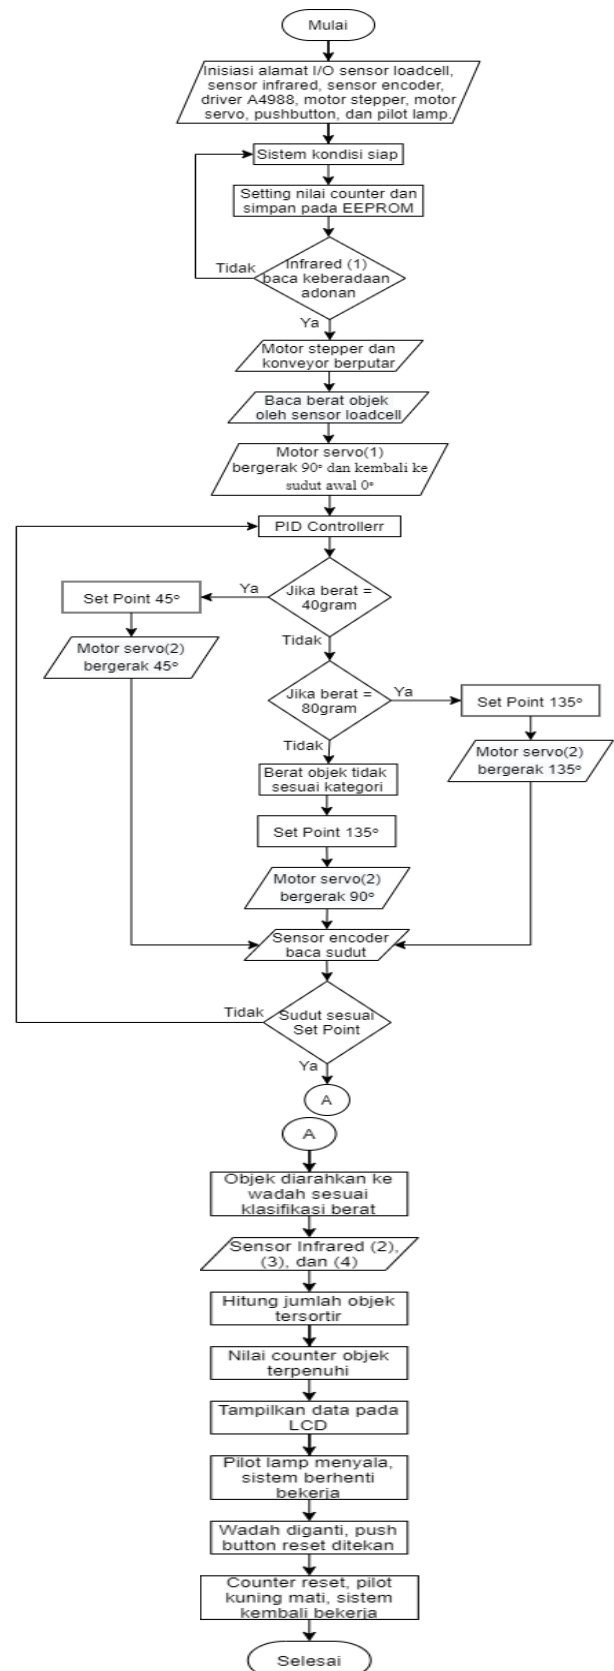 Mulai
Inisiasi alamat I/O sensor loadcell,
sensor infrared, sensor encoder,
driver A4988, motor stepper, motor
servo, pushbutton, dan pilot lamp.
Sistem kondisi siap
Setting nilai counter dan
simpan pada EEPROM
Tidak
Infrared (1)
baca keberadaan
adonan
Ya
Motor stepper dan
konveyor berputar
Baca berat objek
oleh sensor loadcell
Motor servo(1)
bergerak 90° dan kembali ke
sudut awal 0°
PID Controllerr
Jika berat =
40gram
Ya
Set Point 45°
Motor servo(2)
bergerak 45°
Tidak
Jika berat =
80gram
Ya
Set Point 135°
Motor servo(2)
bergerak 135°
Tidak
Berat objek tidak
sesuai kategori
Set Point 135°
Motor servo(2)
bergerak 90°
Sensor encoder
baca sudut
Tidak
Sudut sesuai
Set Point
Ya
A
A
Objek diarahkan ke
wadah sesuai
klasifikasi berat
Sensor Infrared (2),
(3), dan (4)
Hitung jumlah objek
tersortir
Nilai counter objek
terpenuhi
Tampilkan data pada
LCD
Pilot lamp menyala,
sistem berhenti
bekerja
Wadah diganti, push
button reset ditekan
Counter reset, pilot
kuning mati, sistem
kembali bekerja
Selesai